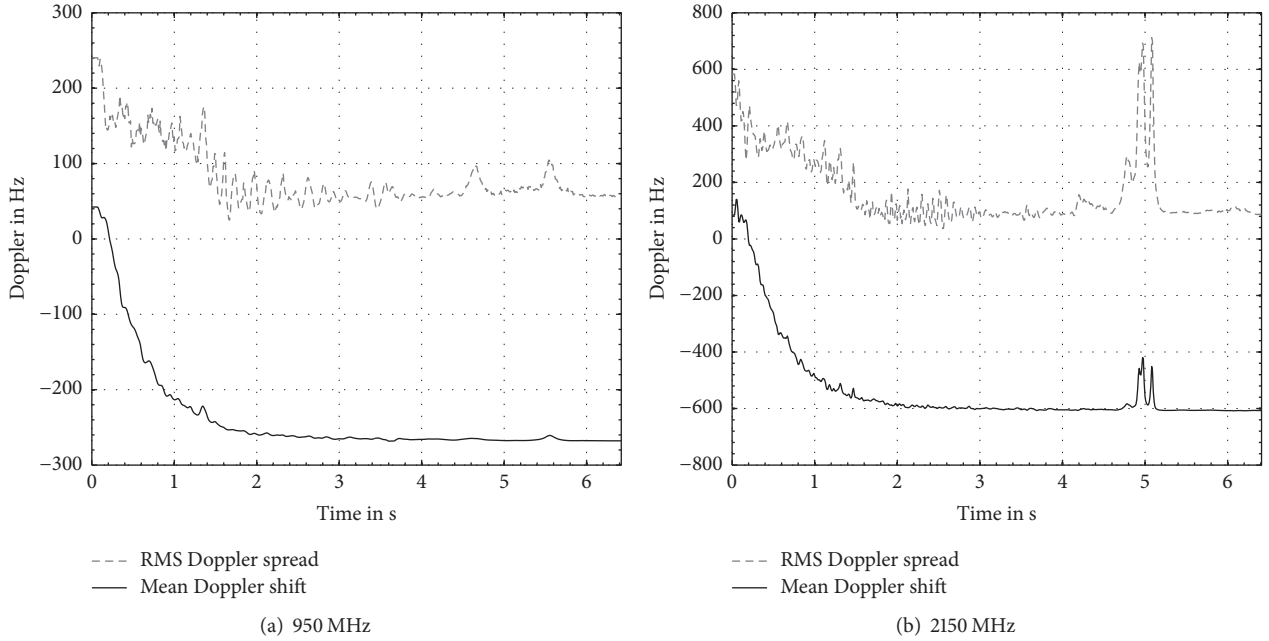 300
200
100
0
−100
−200
−300
Doppler in Hz
0 1 2 3 4 5 6
Time in s
RMS Doppler spread
Mean Doppler shift
(a) 950 MHz
800
600
400
200
0
−200
−400
−600
−800
Doppler in Hz
0 1 2 3 4 5 6
Time in s
RMS Doppler spread
Mean Doppler shift
(b) 2150 MHz